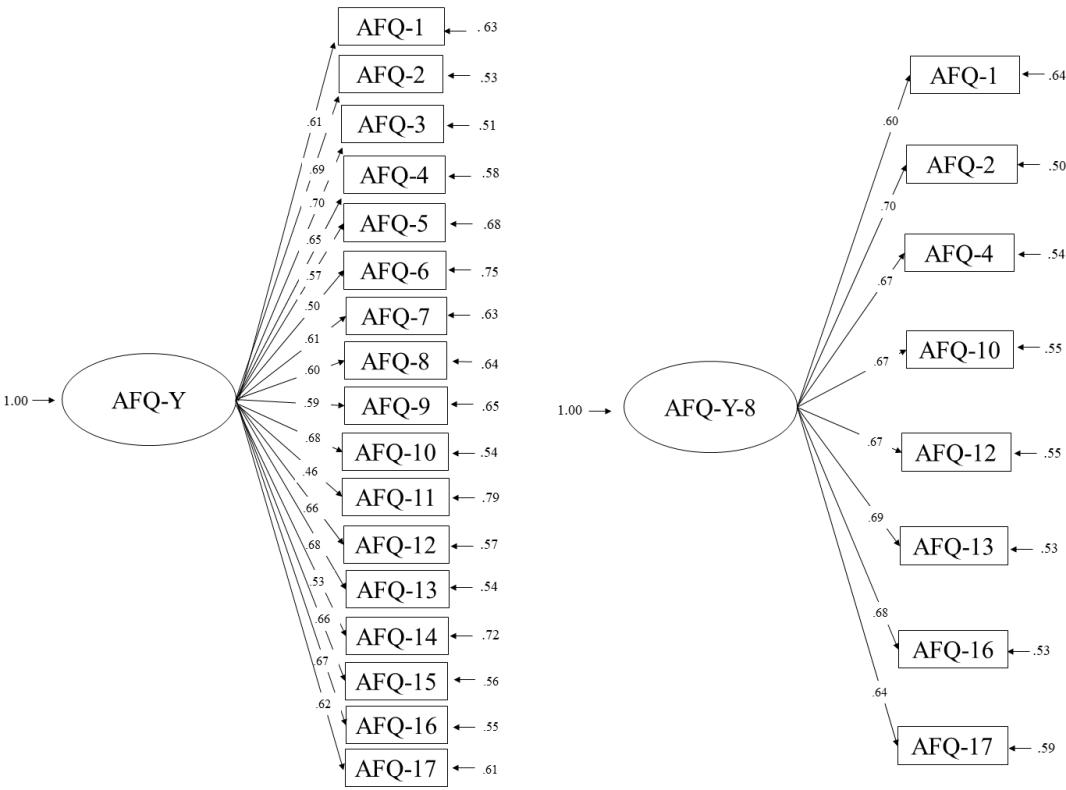 AFQ-1
. 63
AFQ-2
.53
AFQ-3
.51
AFQ-4
.58
AFQ-5
.68
AFQ-6
.75
AFQ-7
.63
AFQ-8
.64
AFQ-9
.65
AFQ-10
.54
AFQ-11
.79
AFQ-12
.57
AFQ-13
.54
AFQ-14
.72
AFQ-15
.56
AFQ-16
.55
AFQ-17
.61
.61
.69
.70
.65
.57
.50
.61
.60
.59
.68
.46
.66
.68
.53
.66
.67
.62
1.00
AFQ-Y
AFQ-1
.64
AFQ-2
.50
AFQ-4
.54
AFQ-10
.55
AFQ-12
.55
AFQ-13
.53
AFQ-16
.53
AFQ-17
.59
.60
.70
.67
.67
.67
.69
.68
.64
1.00
AFQ-Y-8